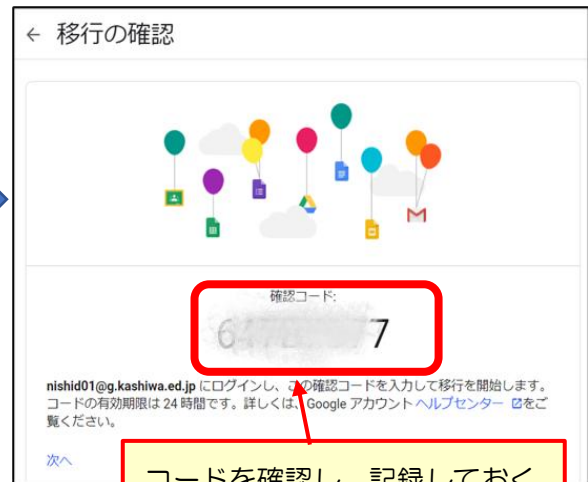 ← 移行の確認
確認コード:
7
nishid01@g.kashiwa.ed.jp にログインし、この確認コードを入力して移行を開始します。
コードの有効期限は 24 時間です。詳しくは、Google アカウント ヘルプセンター をご
覧ください。
次へ
コードを確認し、記録しておく